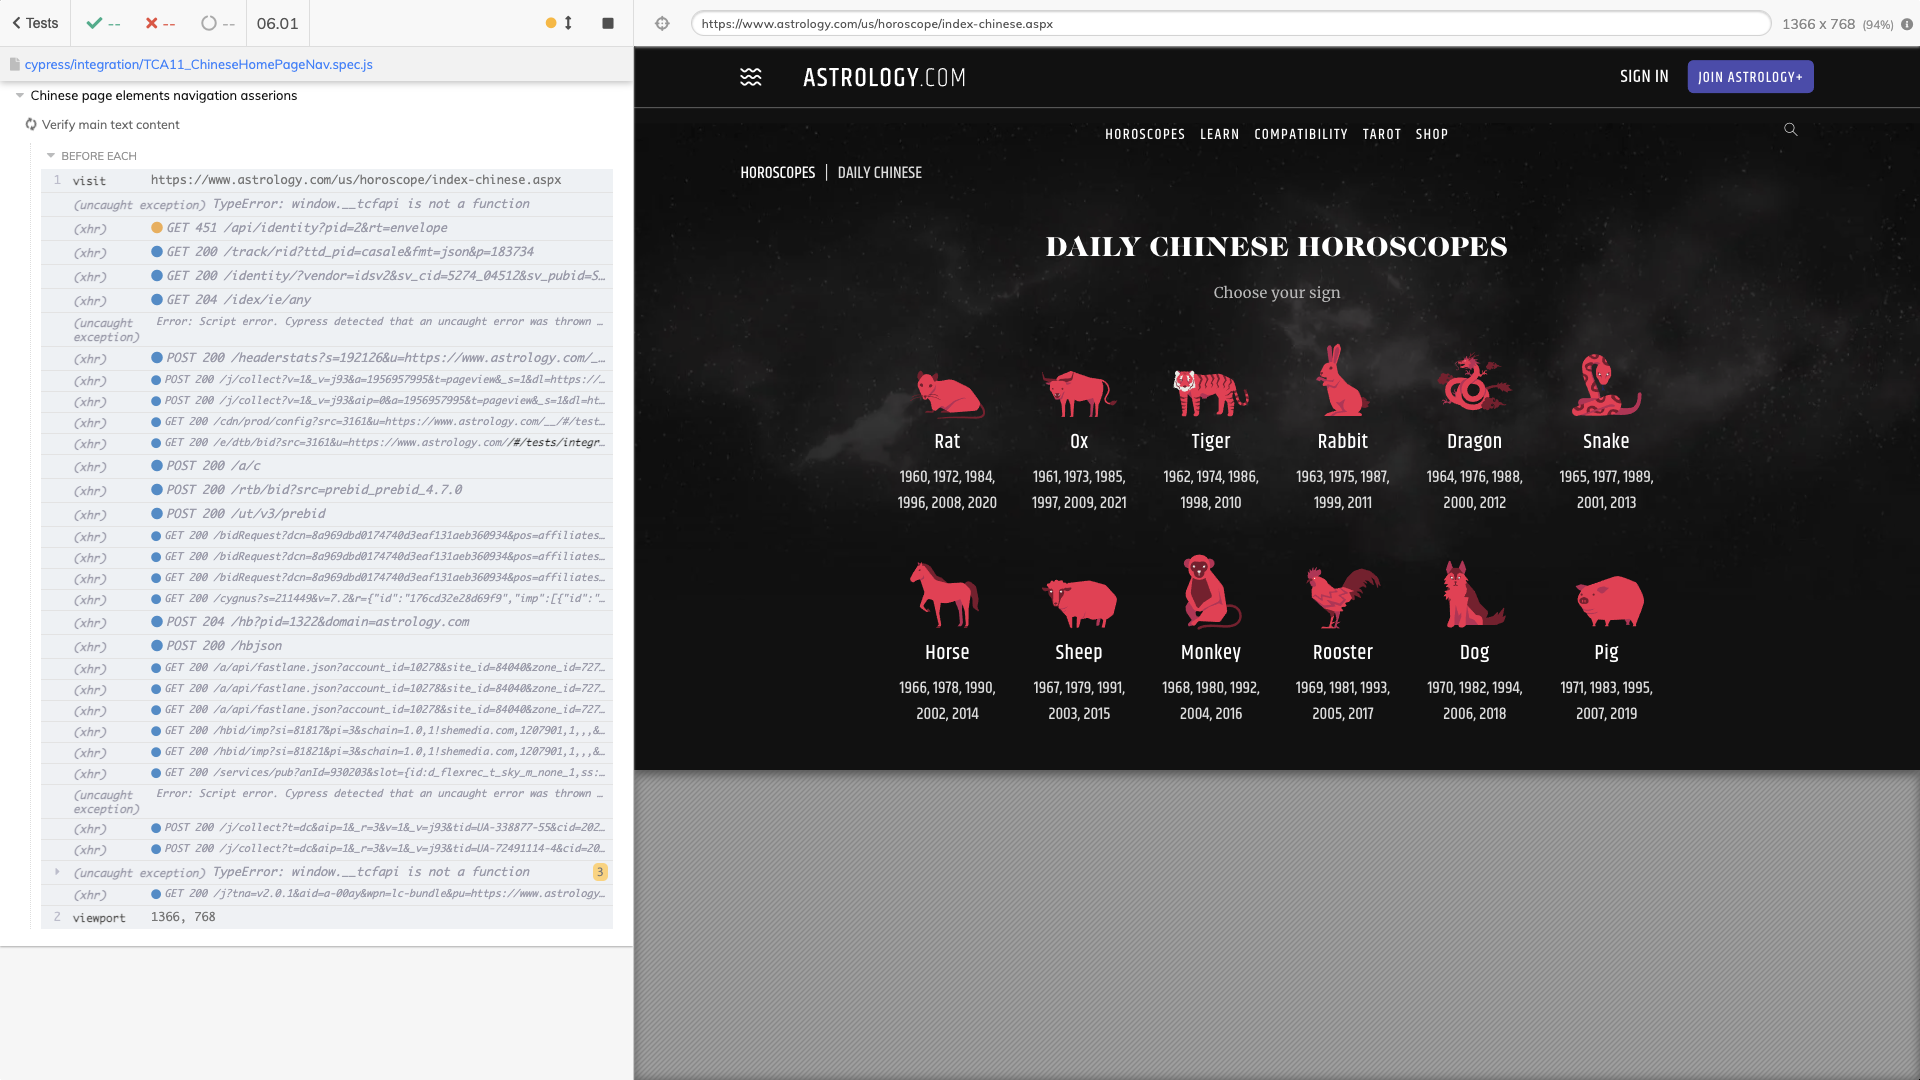 Tests
--
--
--
06.01
https://www.astrology.com/us/horoscope/index-chinese.aspx
1366 x 768 (94%)
cypress/integration/TCA11_ChineseHomePageNav.spec.js
Chinese page elements navigation asserions
Verify main text content
BEFORE EACH
1 visit https://www.astrology.com/us/horoscope/index-chinese.aspx
(uncaught exception) TypeError: window.__tcfapi is not a function
(xhr) GET 451 /api/identity?pid=2&rt=envelope
(xhr) GET 200 /track/rid?ttd_pid=casale&fmt=json&p=183734
(xhr) GET 200 /identity/?vendor=idsv2&sv_cid=5274_04512&sv_pubid=S...
(xhr) GET 204 /idex/ie/any
(uncaught exception) Error: Script error. Cypress detected that an uncaught error was thrown ...
(xhr) POST 200 /headerstats?s=192126&u=https://www.astrology.com/_...
(xhr) POST 200 /j/collect?v=1&_v=j93&a=1956957995&t=pageview&_s=1&dl=https://...
(xhr) POST 200 /j/collect?v=1&_v=j93&aip=0&a=1956957995&t=pageview&_s=1&dl=ht...
(xhr) GET 200 /cdn/prod/config?src=3161&u=https://www.astrology.com/__/#/test...
(xhr) GET 200 /e/dtb/bid?src=3161&u=https://www.astrology.com//#/tests/integr...
(xhr) POST 200 /a/c
(xhr) POST 200 /rtb/bid?src=prebid_prebid_4.7.0
(xhr) POST 200 /ut/v3/prebid
(xhr) GET 200 /bidRequest?dcn=8a969dbd0174740d3eaf131aeb360934&pos=affiliates...
(xhr) GET 200 /bidRequest?dcn=8a969dbd0174740d3eaf131aeb360934&pos=affiliates...
(xhr) GET 200 /bidRequest?dcn=8a969dbd0174740d3eaf131aeb360934&pos=affiliates...
(xhr) GET 200 /cygnus?s=211449&v=7.2&r={"id":"176cd32e28d69f9","imp":[{"id":"...
(xhr) POST 204 /hb?pid=1322&domain=astrology.com
(xhr) POST 200 /hbjson
(xhr) GET 200 /a/api/fastlane.json?account_id=10278&site_id=84040&zone_id=727...
(xhr) GET 200 /a/api/fastlane.json?account_id=10278&site_id=84040&zone_id=727...
(xhr) GET 200 /a/api/fastlane.json?account_id=10278&site_id=84040&zone_id=727...
(xhr) GET 200 /hbid/imp?si=81817&pi=3&schain=1.0,1!shemedia.com,1207901,1,,,&...
(xhr) GET 200 /hbid/imp?si=81821&pi=3&schain=1.0,1!shemedia.com,1207901,1,,,&...
(xhr) GET 200 /services/pub?anId=930203&slot={id:d_flexrec_t_sky_m_none_1,ss:...
(uncaught exception) Error: Script error. Cypress detected that an uncaught error was thrown ...
(xhr) POST 200 /j/collect?t=dc&aip=1&_r=3&v=1&_v=j93&tid=UA-338877-55&cid=202...
(xhr) POST 200 /j/collect?t=dc&aip=1&_r=3&v=1&_v=j93&tid=UA-72491114-4&cid=20...
(uncaught exception) TypeError: window.__tcfapi is not a function 3
(xhr) GET 200 /j?tna=v2.0.1&aid=a-00ay&wpn=lc-bundle&pu=https://www.astrology...
2 viewport 1366, 768
ASTROLOGY.COM
SIGN IN
JOIN ASTROLOGY+
HOROSCOPES LEARN COMPATIBILITY TAROT SHOP
HOROSCOPES | DAILY CHINESE
DAILY CHINESE HOROSCOPES
Choose your sign
Rat Ox Tiger Rabbit Dragon Snake
1960, 1972, 1984, 1961, 1973, 1985, 1962, 1974, 1986, 1963, 1975, 1987, 1964, 1976, 1988, 1965, 1977, 1989,
1996, 2008, 2020 1997, 2009, 2021 1998, 2010 1999, 2011 2000, 2012 2001, 2013
Horse Sheep Monkey Rooster Dog Pig
1966, 1978, 1990, 1967, 1979, 1991, 1968, 1980, 1992, 1969, 1981, 1993, 1970, 1982, 1994, 1971, 1983, 1995,
2002, 2014 2003, 2015 2004, 2016 2005, 2017 2006, 2018 2007, 2019